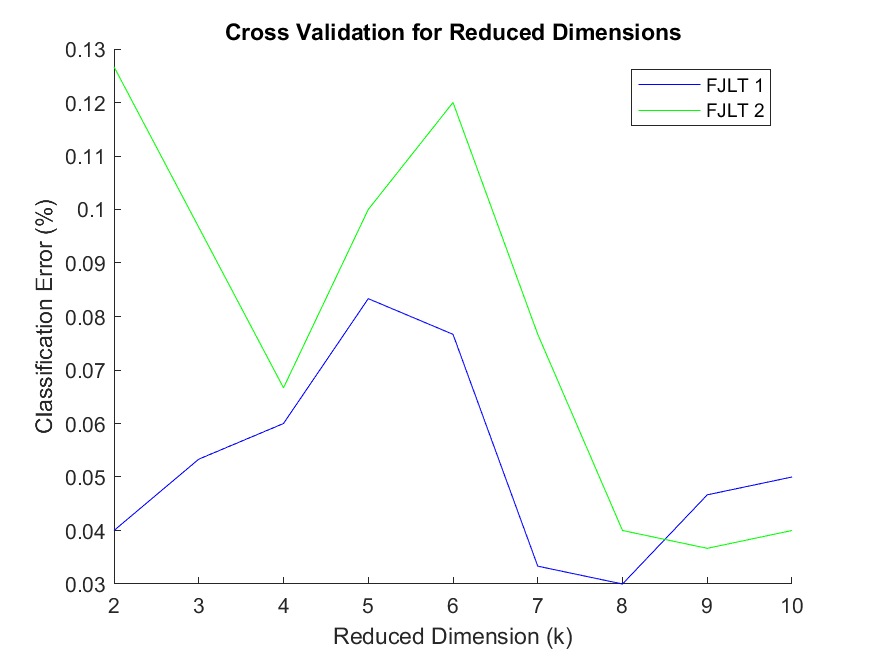 Cross Validation for Reduced Dimensions
FJLT 1
FJLT 2
Classification Error (%)
0.13
0.12
0.11
0.1
0.09
0.08
0.07
0.06
0.05
0.04
0.03
2 3 4 5 6 7 8 9 10
Reduced Dimension (k)